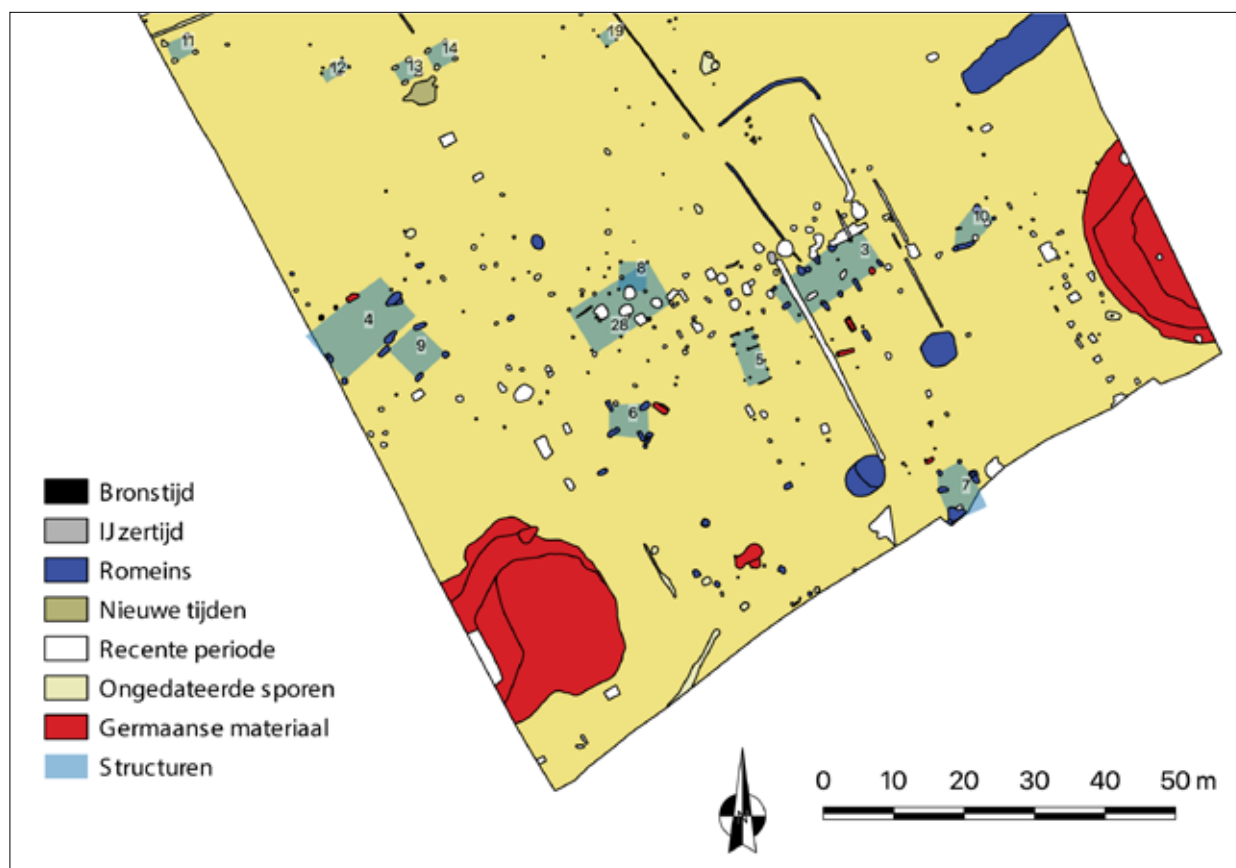 11
12
13
14
19
10
3
8
28
4
9
5
6
7
Bronstijd
IJzertijd
Romeins
Nieuwe tijden
Recente periode
Ongedateerde sporen
Germaanse materiaal
Structuren
N
0 10 20 30 40 50 m